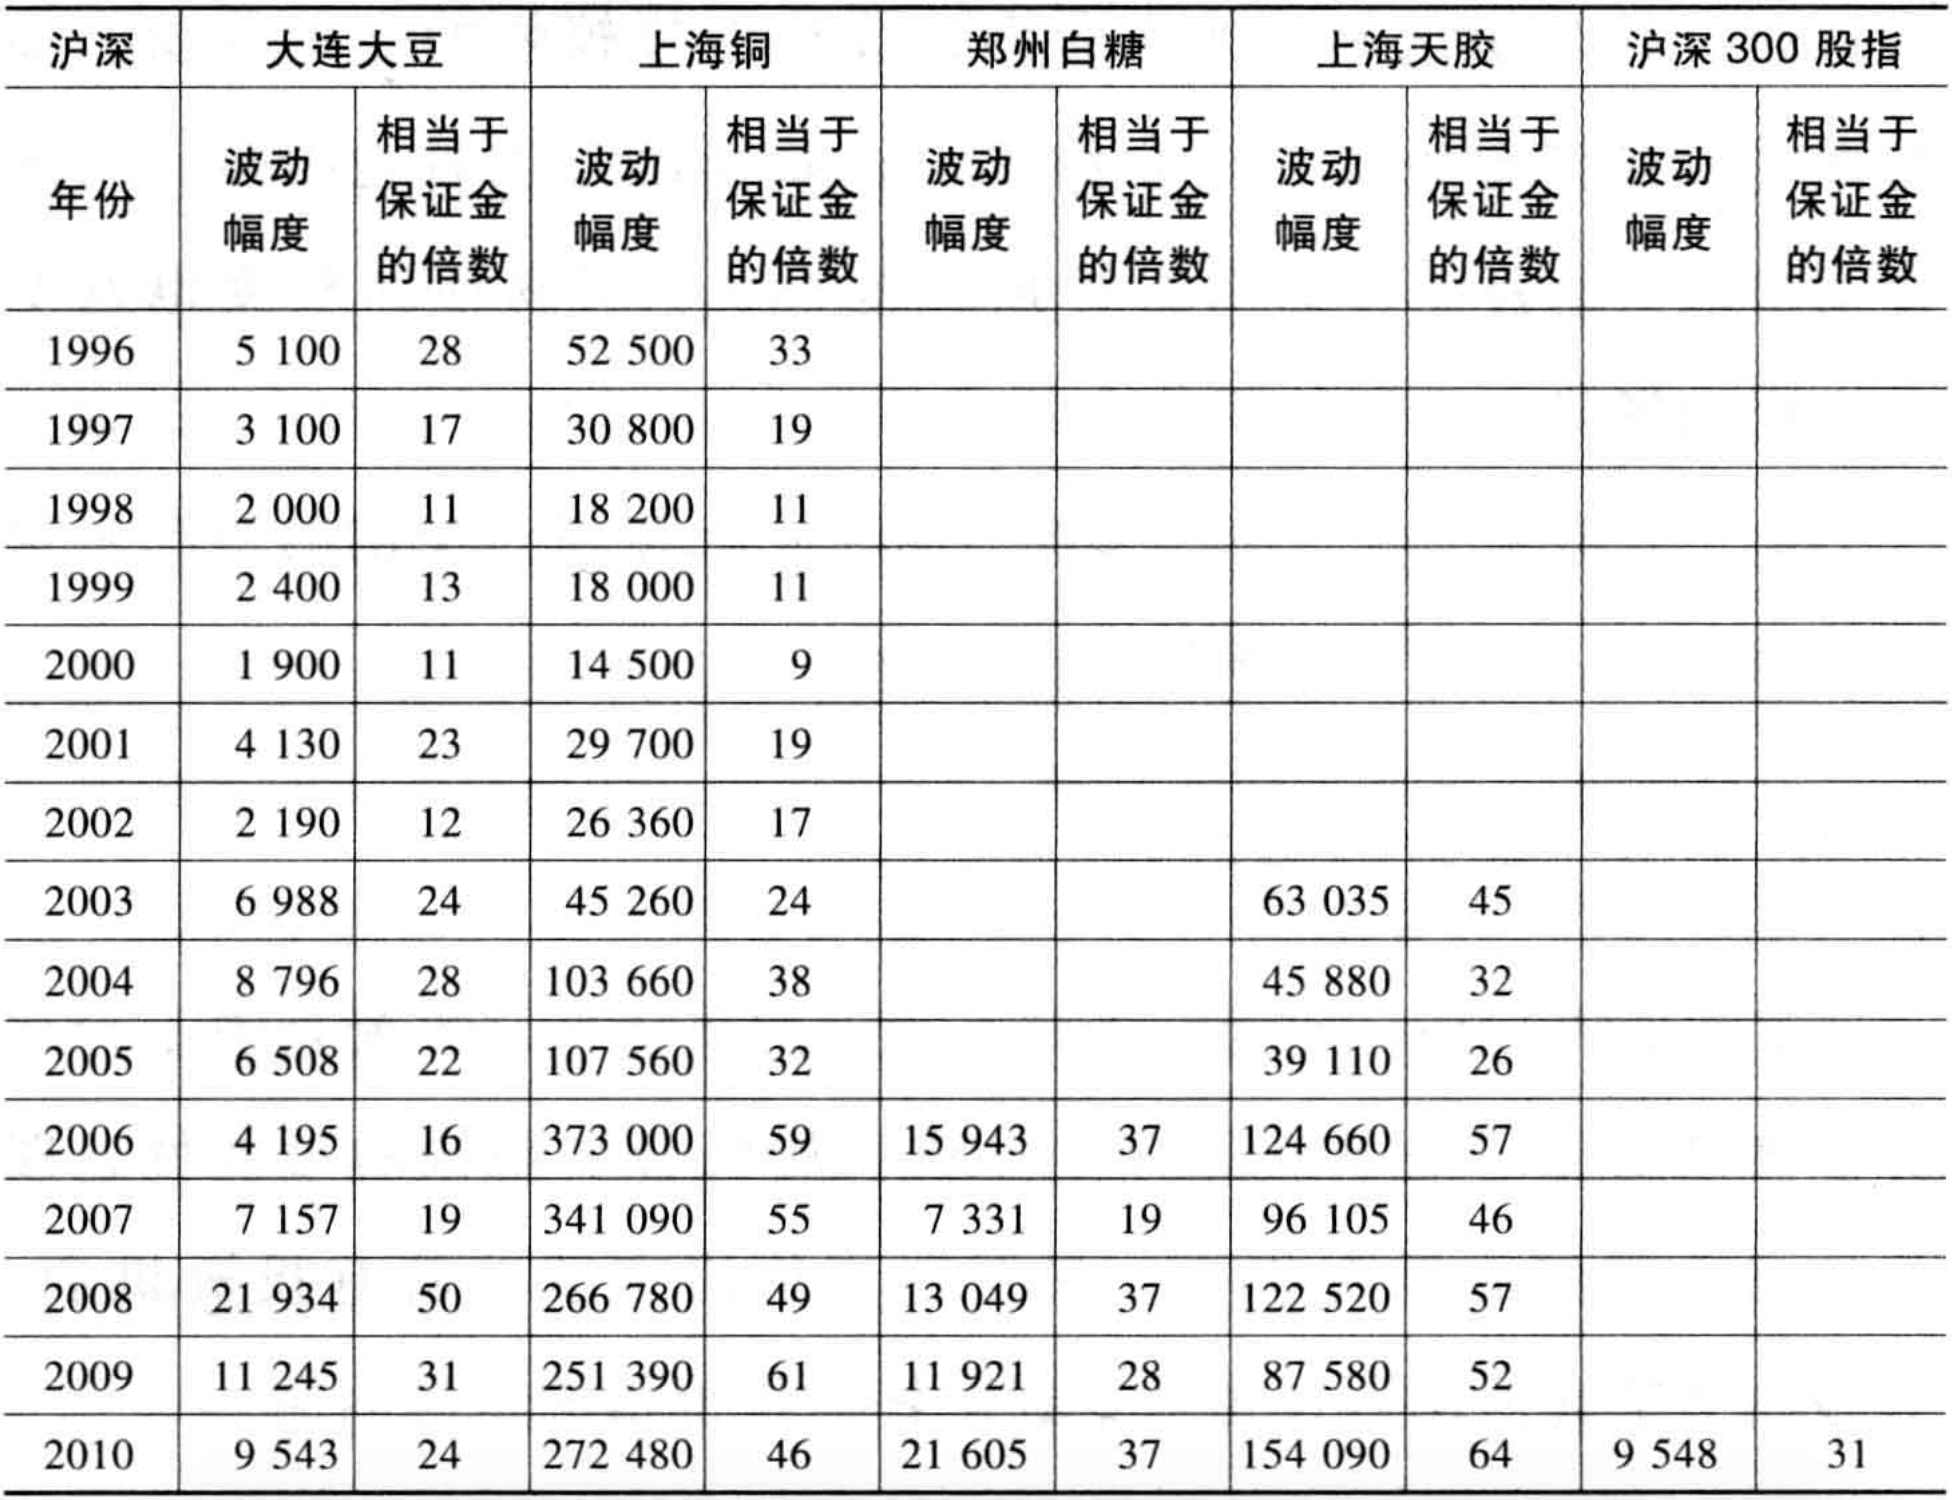 沪深 大连大豆 上海铜 郑州白糖 上海天胶 沪深 300 股指
年份 波动幅度 相当于保证金的倍数 波动幅度 相当于保证金的倍数 波动幅度 相当于保证金的倍数 波动幅度 相当于保证金的倍数 波动幅度 相当于保证金的倍数
1996 5 100 28 52 500 33
1997 3 100 17 30 800 19
1998 2 000 11 18 200 11
1999 2 400 13 18 000 11
2000 1 900 11 14 500 9
2001 4 130 23 29 700 19
2002 2 190 12 26 360 17
2003 6 988 24 45 260 24 63 035 45
2004 8 796 28 103 660 38 45 880 32
2005 6 508 22 107 560 32 39 110 26
2006 4 195 16 373 000 59 15 943 37 124 660 57
2007 7 157 19 341 090 55 7 331 19 96 105 46
2008 21 934 50 266 780 49 13 049 37 122 520 57
2009 11 245 31 251 390 61 11 921 28 87 580 52
2010 9 543 24 272 480 46 21 605 37 154 090 64 9 548 31